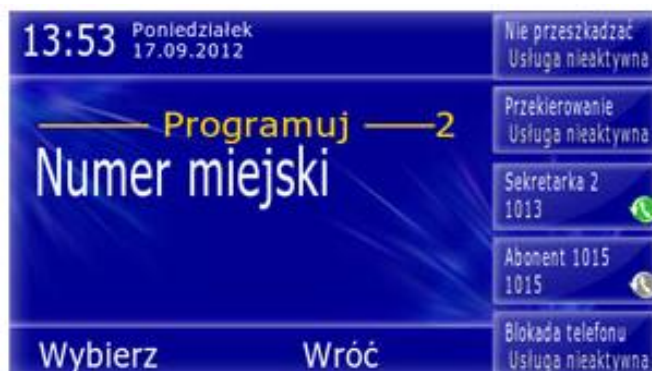 13:53 Poniedziałek
17.09.2012
Programuj 2
Numer miejski
Wybierz Wróć
Nie przeszkadzać
Usługa nieaktywna
Przekierowanie
Usługa nieaktywna
Sekretarka 2
1013
Abonent 1015
1015
Blokada telefonu
Usługa nieaktywna